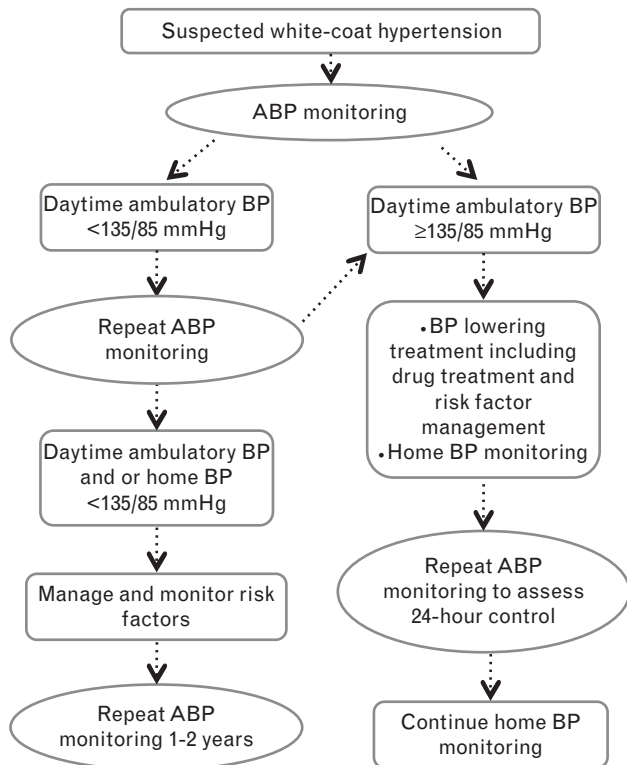 Suspected white-coat hypertension
ABP monitoring
Daytime ambulatory BP
<135/85 mmHg
Daytime ambulatory BP
≥135/85 mmHg
Repeat ABP
monitoring
•BP lowering
treatment including
drug treatment and
risk factor
management
•Home BP monitoring
Daytime ambulatory BP
and or home BP
<135/85 mmHg
Repeat ABP
monitoring to assess
24-hour control
Manage and monitor risk
factors
Repeat ABP
monitoring 1-2 years
Continue home BP
monitoring